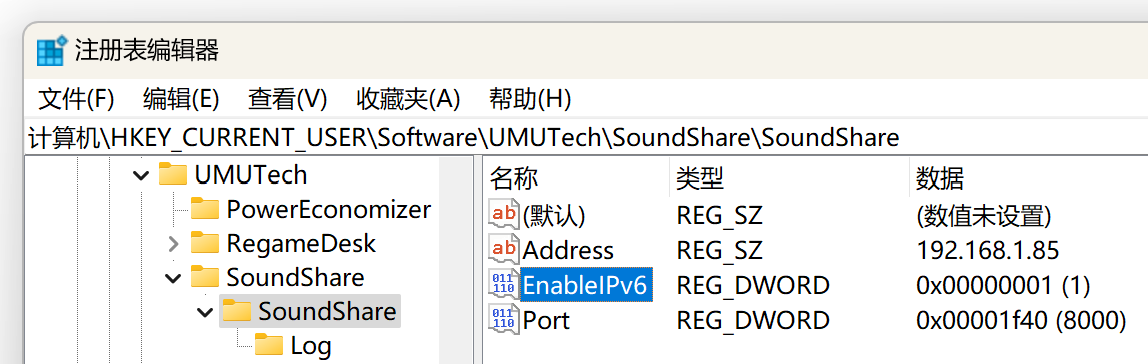 注册表编辑器
文件(F) 编辑(E) 查看(V) 收藏夹(A) 帮助(H)
计算机\HKEY_CURRENT_USER\Software\UMUTech\SoundShare\SoundShare
UMUTech
PowerEconomizer
RegameDesk
SoundShare
SoundShare
Log
名称 类型 数据
ab (默认) REG_SZ (数值未设置)
ab Address REG_SZ 192.168.1.85
011 110 EnableIPv6 REG_DWORD 0x00000001 (1)
011 110 Port REG_DWORD 0x00001f40 (8000)